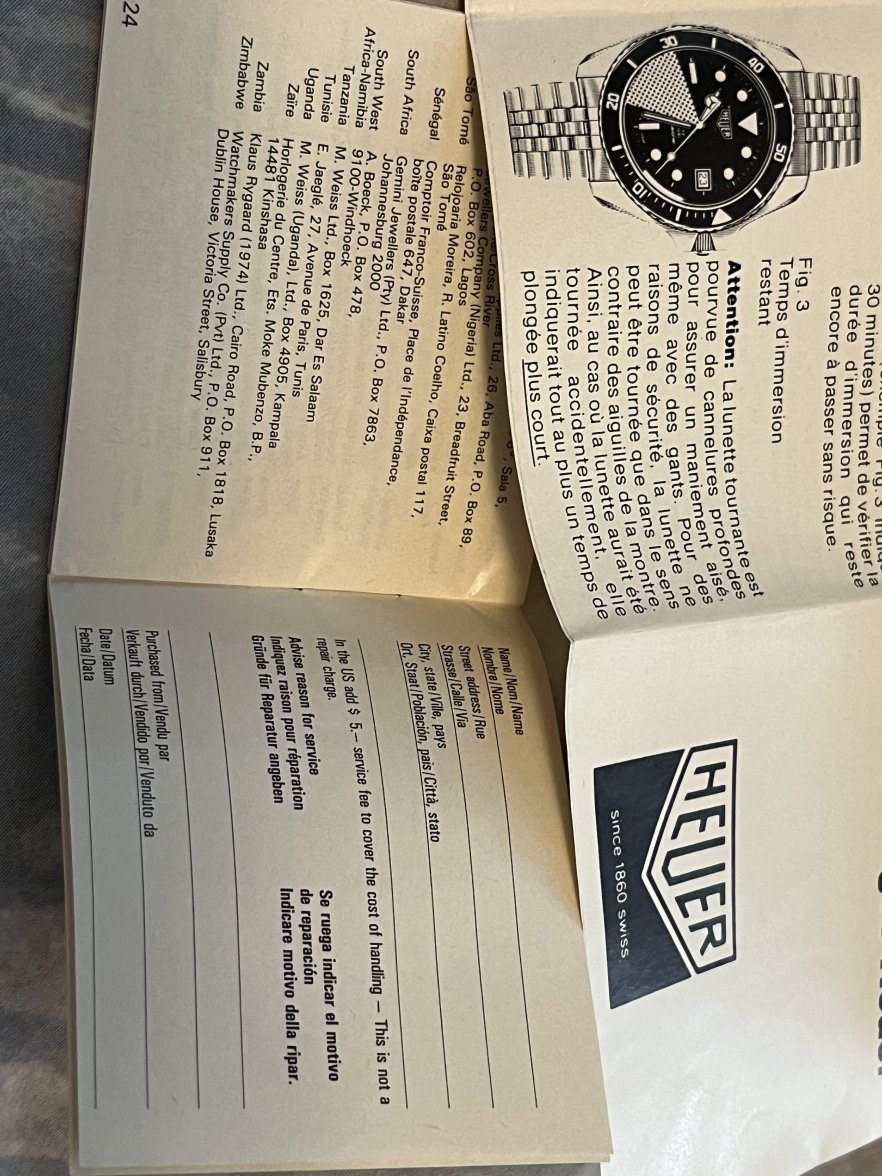 30 minutes) permet de vérifier la
durée d'immersion qui reste
encore à passer sans risque.
Fig. 3
Temps d'immersion
restant
Attention: La lunette tournante est
pourvue de cannelures profondes
pour assurer un maniement aisé,
même avec des gants. Pour des
raisons de sécurité, la lunette ne
peut être tournée que dans le sens
contraire des aiguilles de la montre.
Ainsi, au cas où la lunette aurait été
tournée accidentellement, elle
indiquerait tout au plus un temps de
plongée plus court.
10
20
30
40
50
HEUER
HEUER
since 1860 swiss
, Sala 5,
Ltd., 26, Aba Road, P.O. Box 89,
Cross River
Jewellers Company (Nigeria) Ltd., 23, Breadfruit Street,
P.O. Box 602, Lagos
São Tomé Relojoaria Moreira, R. Latino Coelho, Caixa postal 117,
São Tomé
Sénégal Comptoir Franco-Suisse, Place de l'Indépendance,
boîte postale 647, Dakar
South Africa Gemini Jewellers (Pty) Ltd., P.O. Box 7863,
Johannesburg 2000
South West A. Boeck, P.O. Box 478,
Africa-Namibia 9100-Windhoeck
Tanzania M. Weiss Ltd., Box 1625, Dar Es Salaam
Tunisie E. Jaeglé, 27, Avenue de Paris, Tunis
Uganda M. Weiss (Uganda), Ltd., Box 4905, Kampala
Zaïre Horlogerie du Centre, Ets. Moke Mubenzo, B.P.,
14481 Kinshasa
Zambia Klaus Rygaard (1974) Ltd., Cairo Road, P.O. Box 1818, Lusaka
Zimbabwe Watchmakers Supply Co. (Pvt) Ltd., P.O. Box 911,
Dublin House, Victoria Street, Salisbury
24
Name/Nom/Name
Nombre/Nome
Street address/Rue
Strasse/Calle/Via
City, state/Ville, pays
Ort, Staat/Población, pais/Città, stato
In the US add $ 5.– service fee to cover the cost of handling – This is not a
repair charge.
Advise reason for service
Indiquez raison pour réparation
Gründe für Reparatur angeben
Se ruega indicar el motivo
de reparación
Indicare motivo della ripar.
Purchased from/Vendu par
Verkauft durch/Vendido por/Venduto da
Date/Datum
Fecha/Data